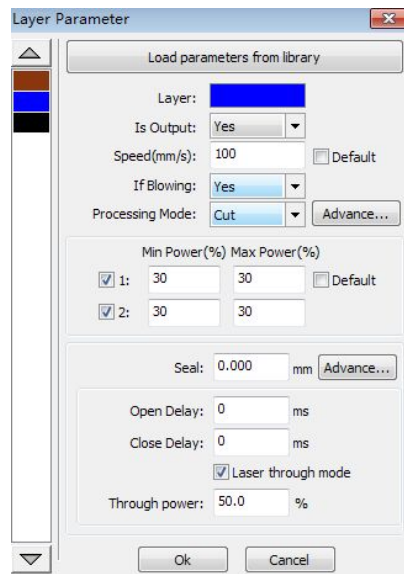 Layer Parameter
Load parameters from library
Layer:
Is Output: Yes
Speed(mm/s): 100 Default
If Blowing: Yes
Processing Mode: Cut Advance...
Min Power(%) Max Power(%)
1: 30 30 Default
2: 30 30
Seal: 0.000 mm Advance...
Open Delay: 0 ms
Close Delay: 0 ms
Laser through mode
Through power: 50.0 %
Ok Cancel